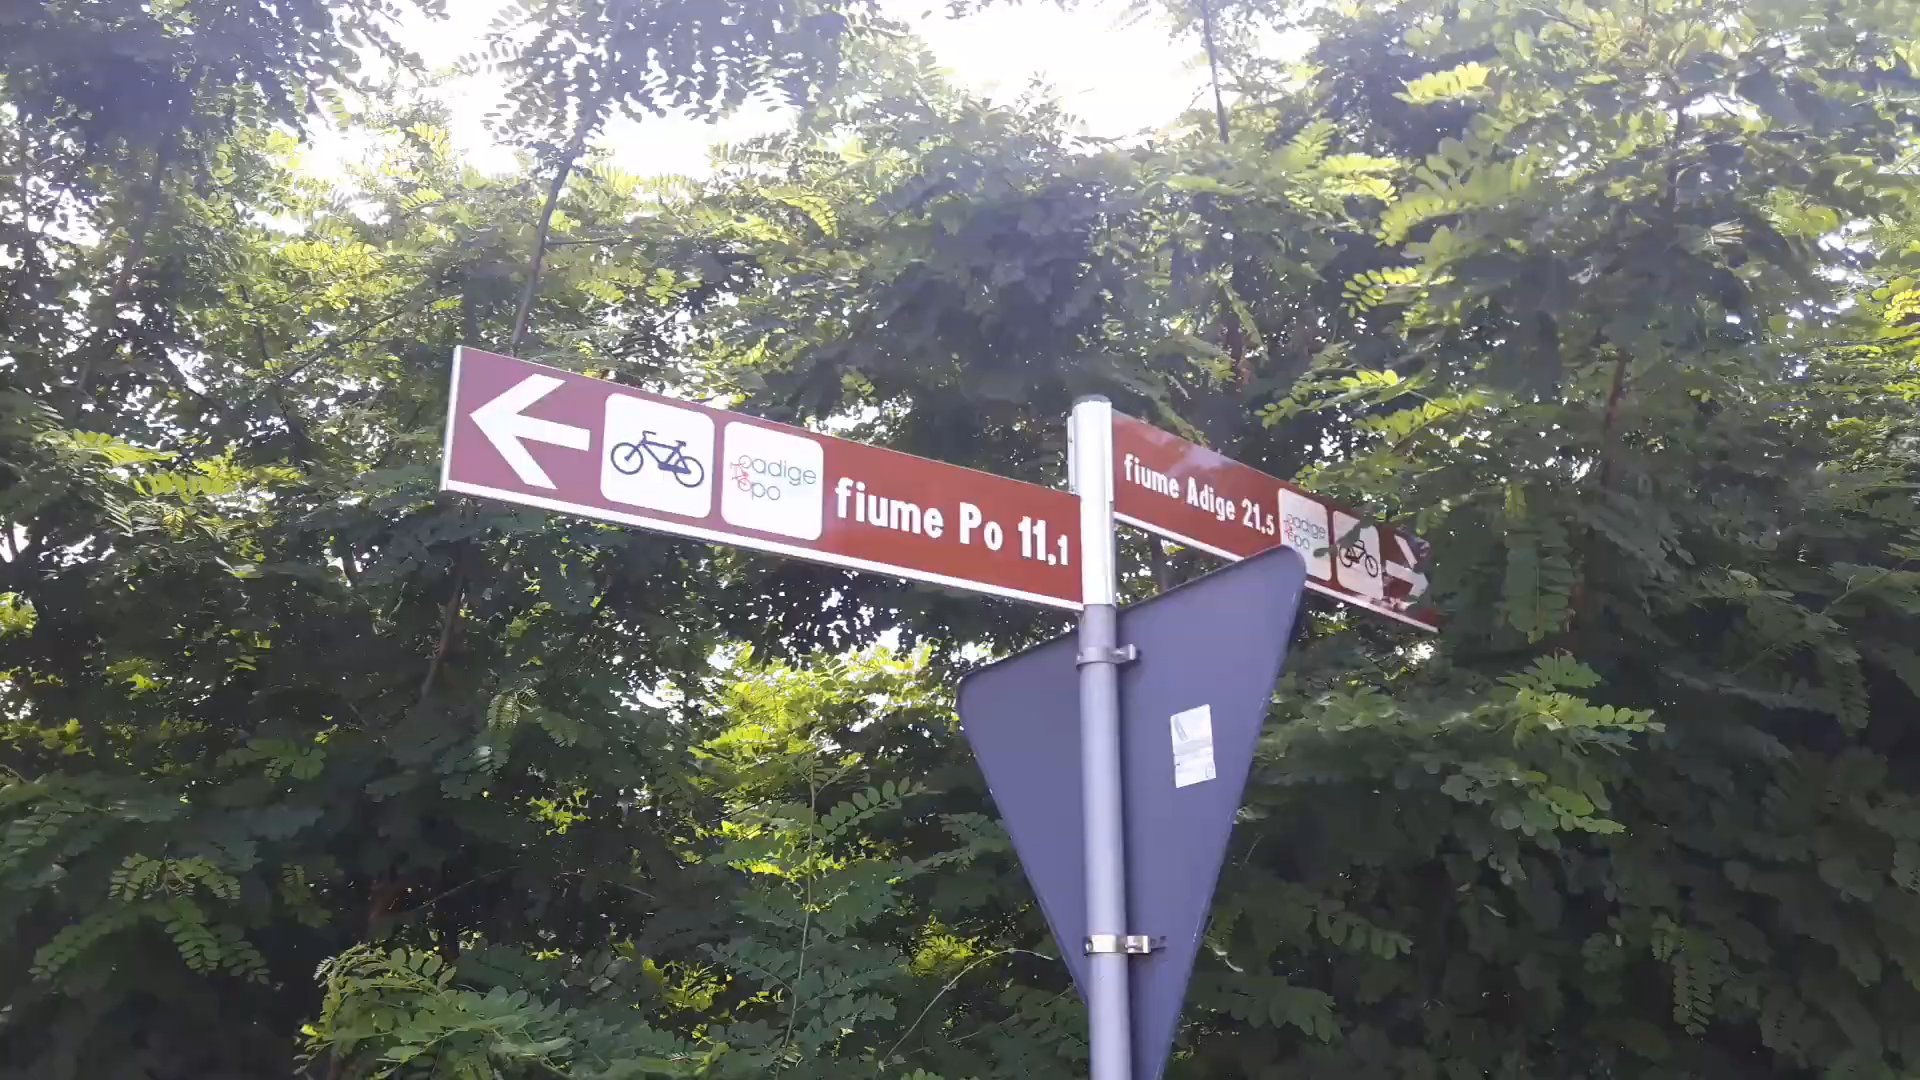 adige
po
fiume Po 11,1
fiume Adige 21,5
adige
po